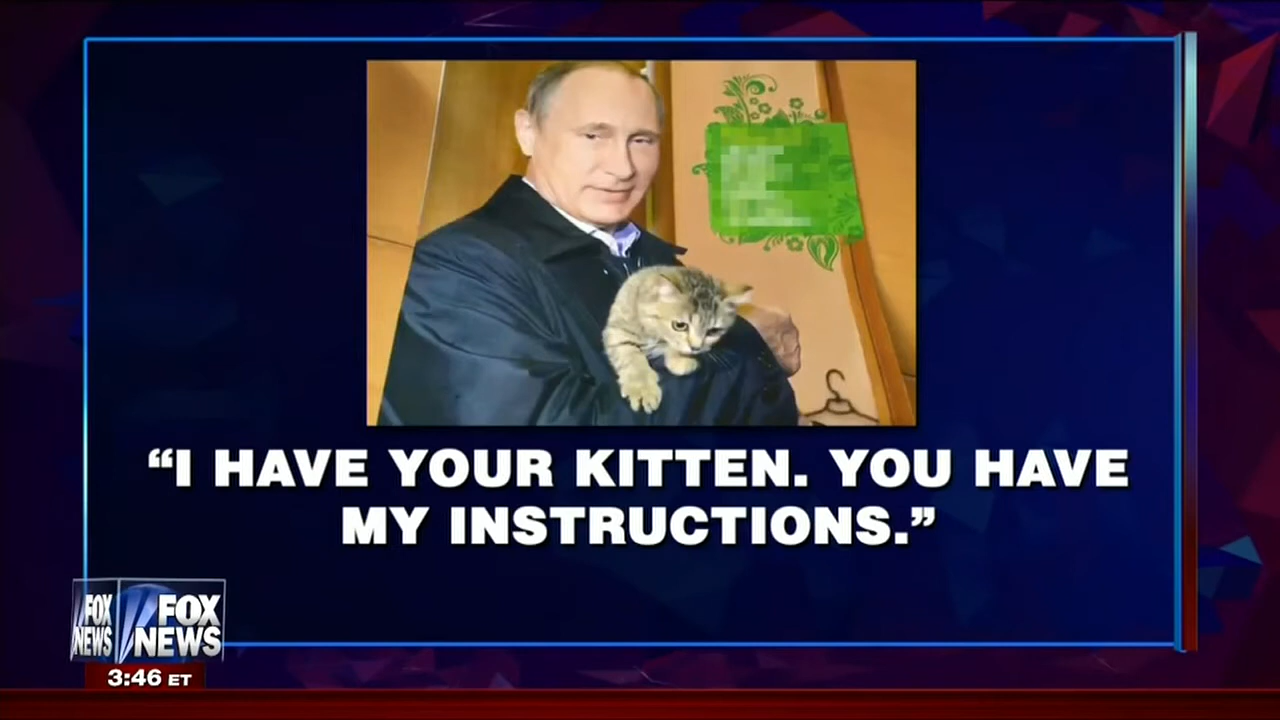 “I HAVE YOUR KITTEN. YOU HAVE
MY INSTRUCTIONS.”
FOX
NEWS
FOX
NEWS
3:46 ET